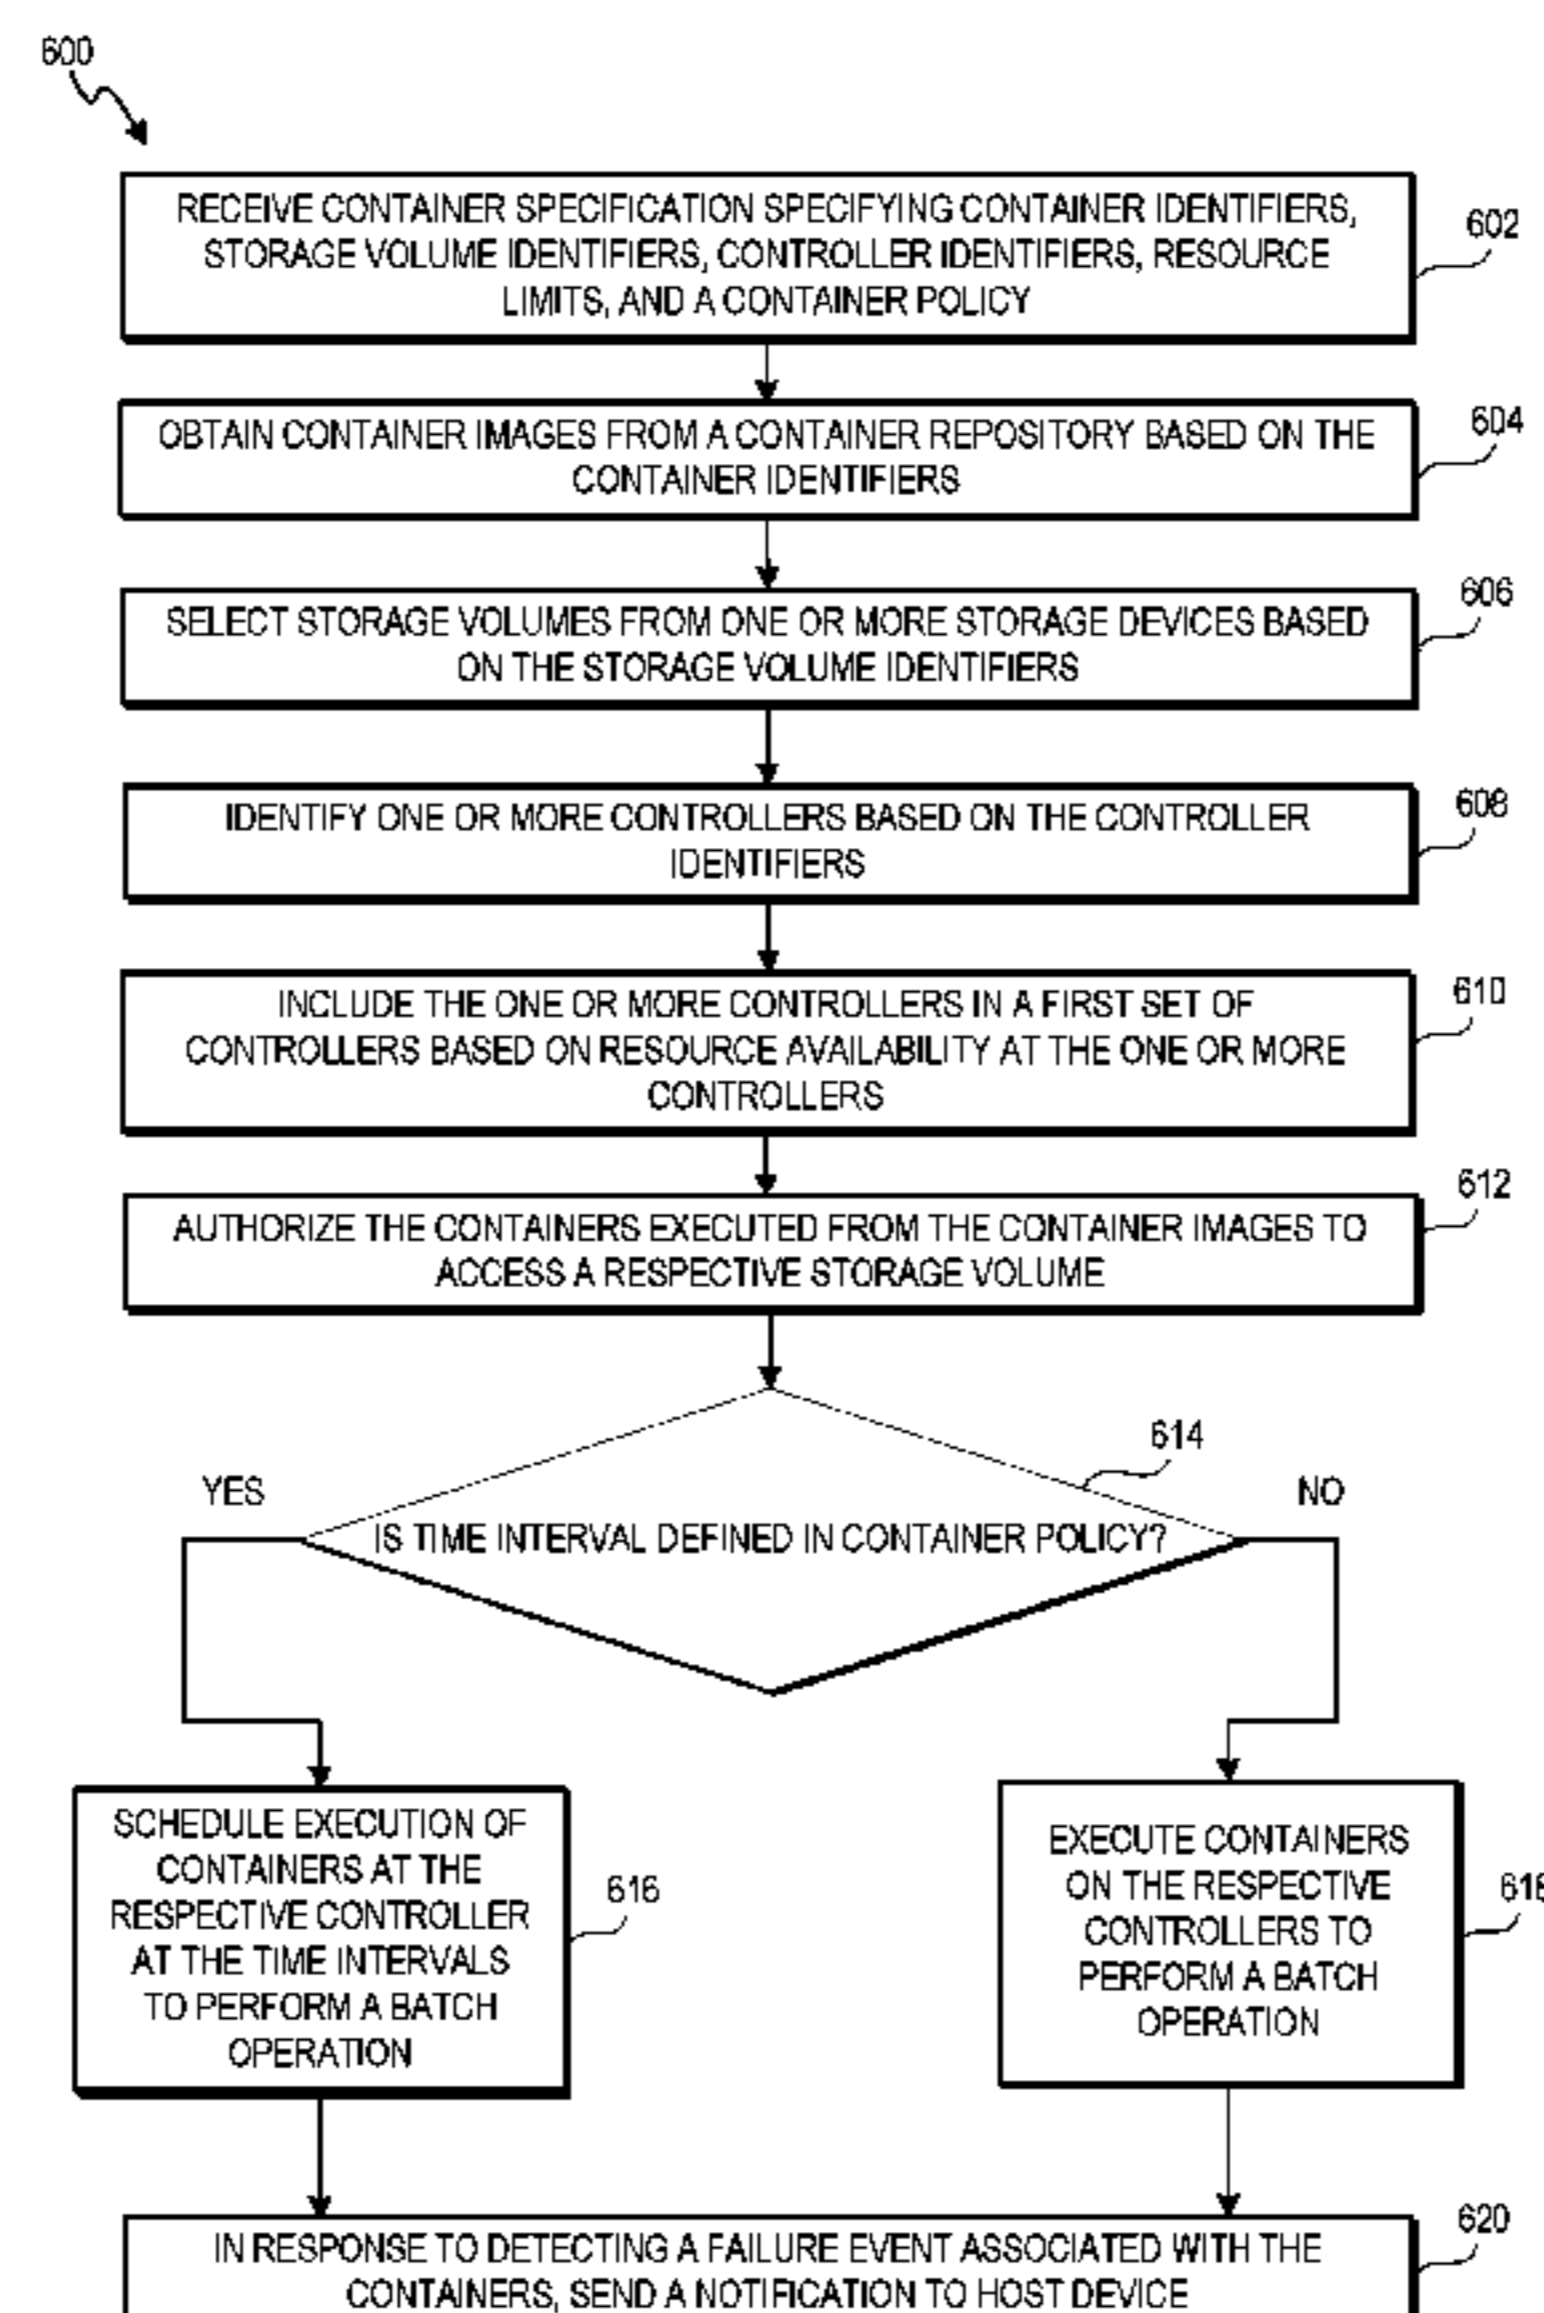 600
RECEIVE CONTAINER SPECIFICATION SPECIFYING CONTAINER IDENTIFIERS,
STORAGE VOLUME IDENTIFIERS, CONTROLLER IDENTIFIERS, RESOURCE
LIMITS, AND A CONTAINER POLICY
602
OBTAIN CONTAINER IMAGES FROM A CONTAINER REPOSITORY BASED ON THE
CONTAINER IDENTIFIERS
604
SELECT STORAGE VOLUMES FROM ONE OR MORE STORAGE DEVICES BASED
ON THE STORAGE VOLUME IDENTIFIERS
606
IDENTIFY ONE OR MORE CONTROLLERS BASED ON THE CONTROLLER
IDENTIFIERS
608
INCLUDE THE ONE OR MORE CONTROLLERS IN A FIRST SET OF
CONTROLLERS BASED ON RESOURCE AVAILABILITY AT THE ONE OR MORE
CONTROLLERS
610
AUTHORIZE THE CONTAINERS EXECUTED FROM THE CONTAINER IMAGES TO
ACCESS A RESPECTIVE STORAGE VOLUME
612
614
YES
NO
IS TIME INTERVAL DEFINED IN CONTAINER POLICY?
SCHEDULE EXECUTION OF
CONTAINERS AT THE
RESPECTIVE CONTROLLER
AT THE TIME INTERVALS
TO PERFORM A BATCH
OPERATION
616
EXECUTE CONTAINERS
ON THE RESPECTIVE
CONTROLLERS TO
PERFORM A BATCH
OPERATION
618
IN RESPONSE TO DETECTING A FAILURE EVENT ASSOCIATED WITH THE
CONTAINERS, SEND A NOTIFICATION TO HOST DEVICE
620